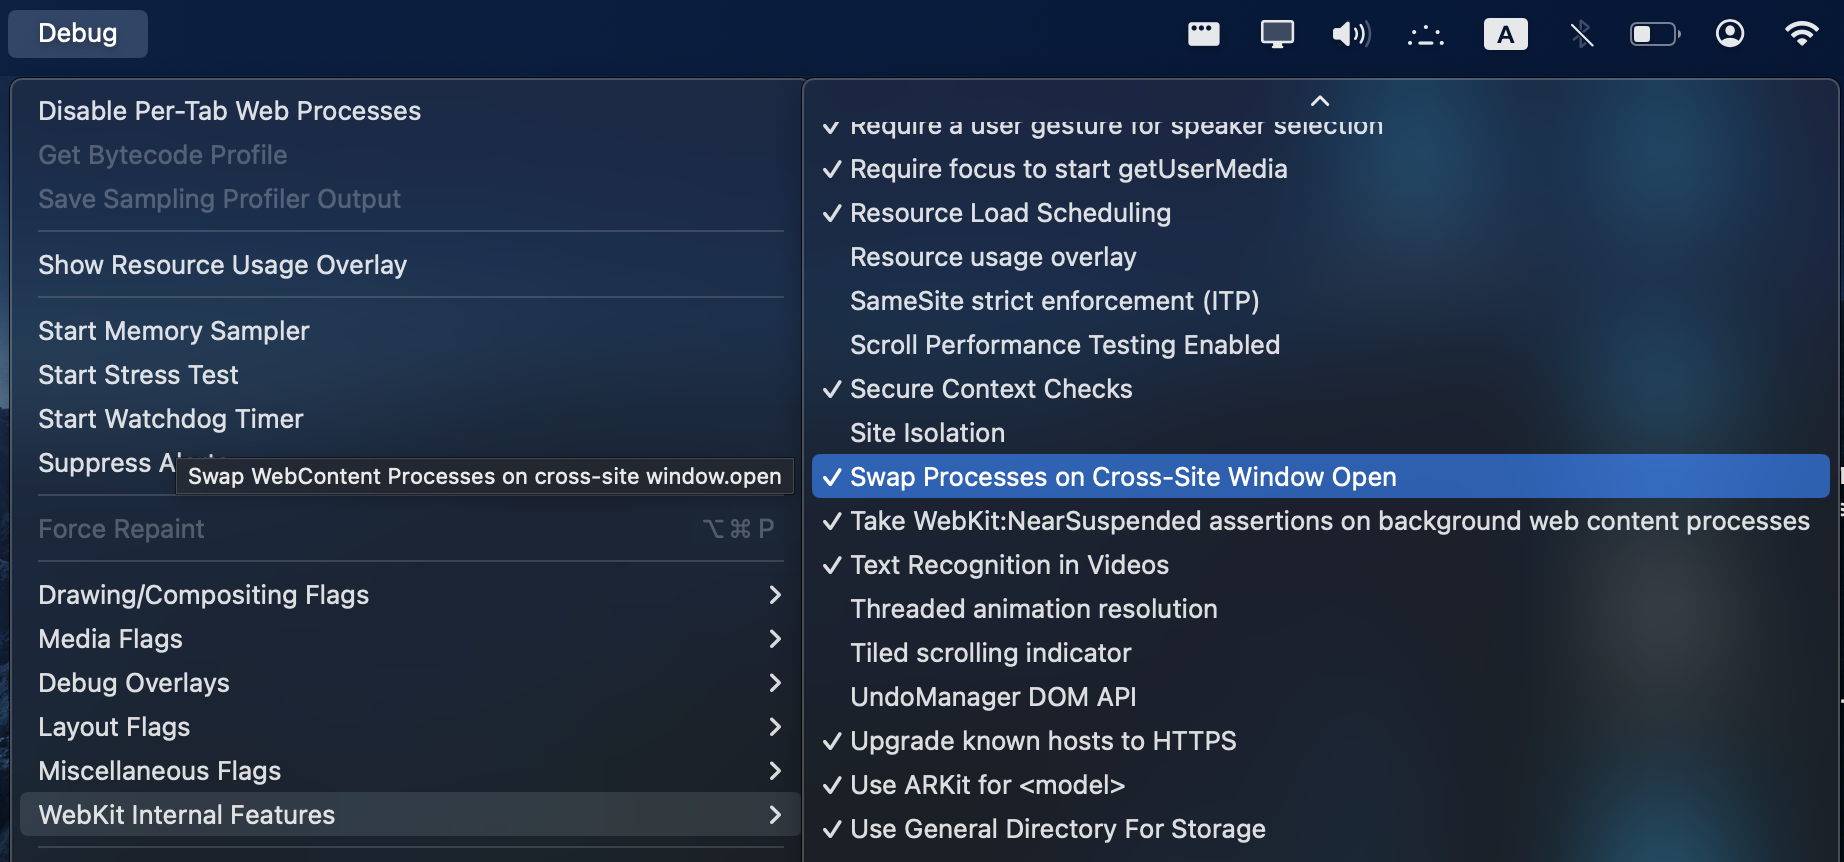 Debug
A
Disable Per-Tab Web Processes
Get Bytecode Profile
Save Sampling Profiler Output
Show Resource Usage Overlay
Start Memory Sampler
Start Stress Test
Start Watchdog Timer
Suppress
Swap WebContent Processes on cross-site window.open
Force Repaint ⌥⌘P
Drawing/Compositing Flags
Media Flags
Debug Overlays
Layout Flags
Miscellaneous Flags
WebKit Internal Features
Require a user gesture for speaker selection
Require focus to start getUserMedia
Resource Load Scheduling
Resource usage overlay
SameSite strict enforcement (ITP)
Scroll Performance Testing Enabled
Secure Context Checks
Site Isolation
Swap Processes on Cross-Site Window Open
Take WebKit:NearSuspended assertions on background web content processes
Text Recognition in Videos
Threaded animation resolution
Tiled scrolling indicator
UndoManager DOM API
Upgrade known hosts to HTTPS
Use ARKit for <model>
Use General Directory For Storage